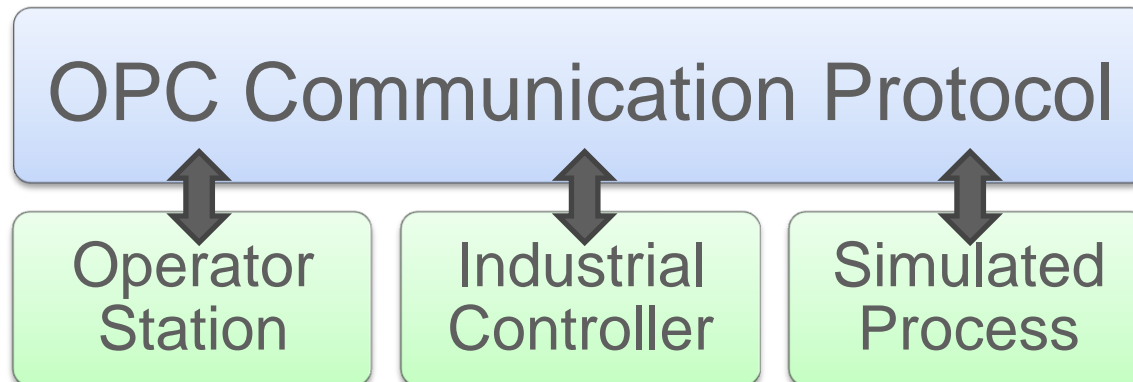 OPC Communication Protocol
Operator
Station
Industrial
Controller
Simulated
Process